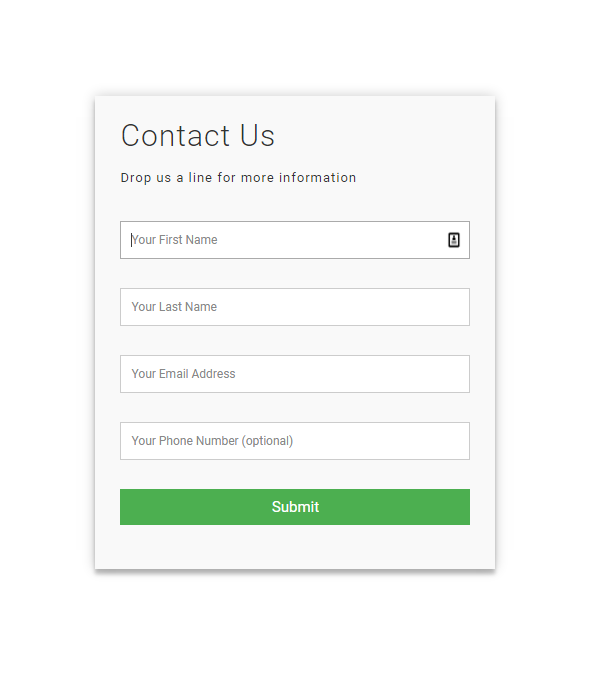 Contact Us
Drop us a line for more information
Your First Name
Your Last Name
Your Email Address
Your Phone Number (optional)
Submit